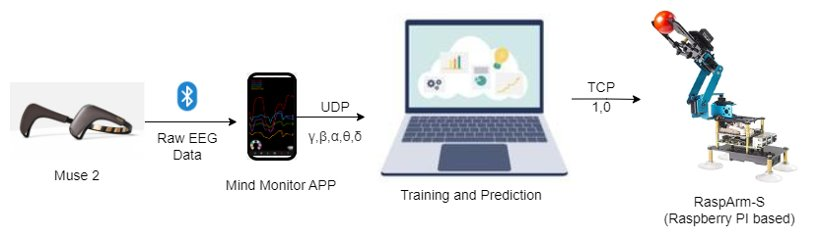 Raw EEG
Data
Muse 2
Mind Monitor APP
UDP
γ,β,α,θ,δ
Training and Prediction
TCP
1,0
RaspArm-S
(Raspberry PI based)